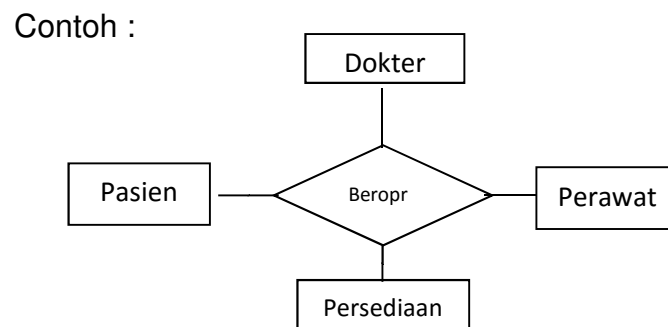 Contoh :
Dokter
Pasien
Beropr
Perawat
Persediaan